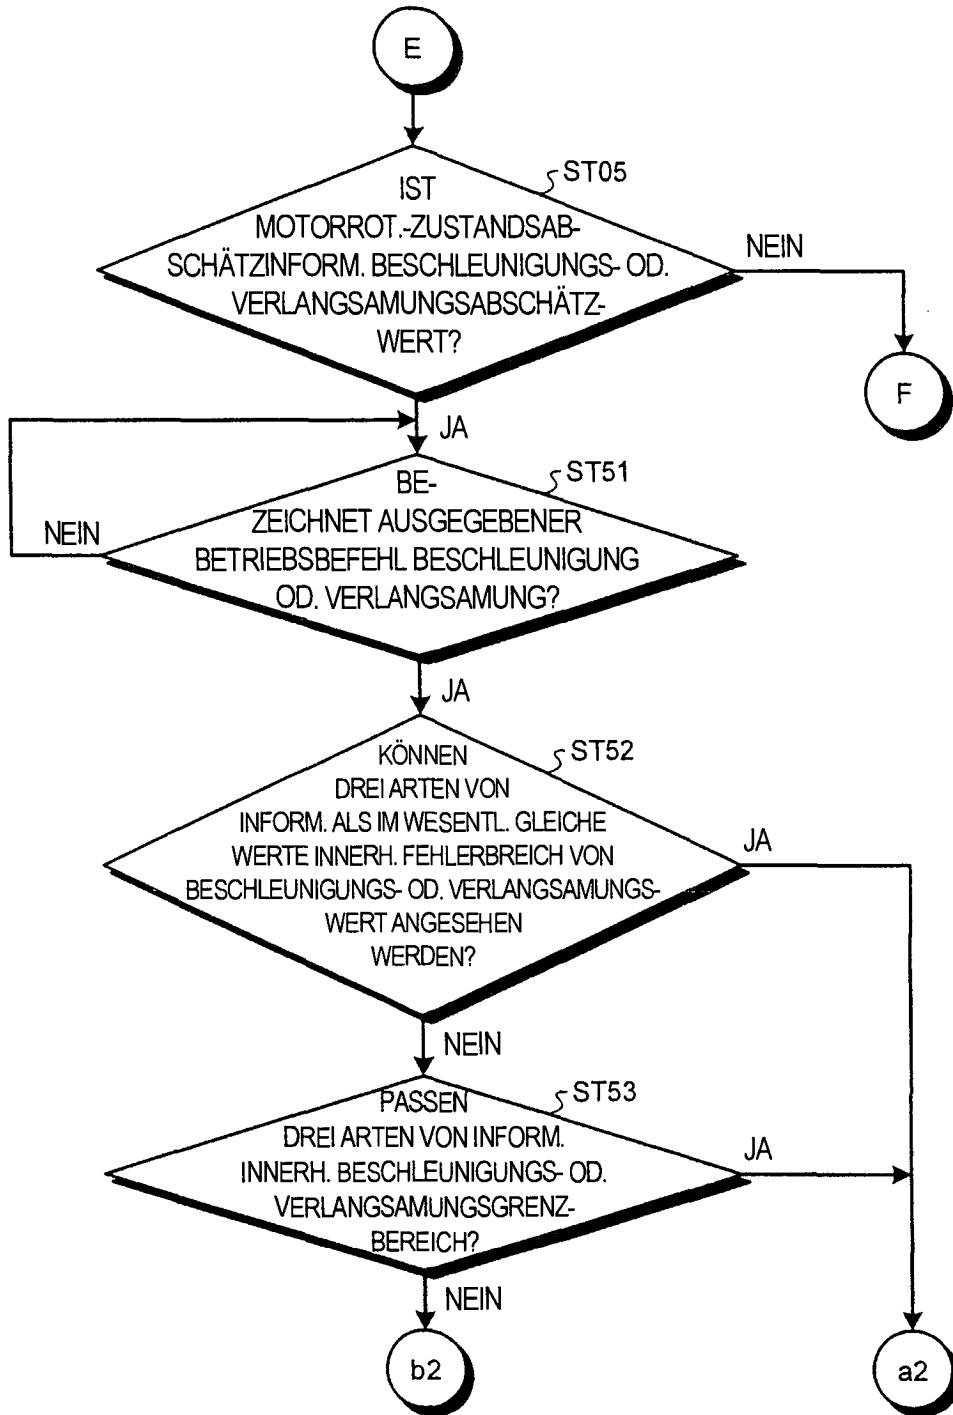 E
ST05
IST
MOTORROT.-ZUSTANDSAB-
SCHÄTZINFORM. BESCHLEUNIGUNGS- OD.
VERLANGSAMUNGSABSCHÄTZ-
WERT?
NEIN
F
JA
ST51
BE-
ZEICHNET AUSGEGEBENER
BETRIEBSBEFEHL BESCHLEUNIGUNG
OD. VERLANGSAMUNG?
NEIN
JA
ST52
KÖNNEN
DREI ARTEN VON
INFORM. ALS IM WESENTL. GLEICHE
WERTE INNERH. FEHLERBREICH VON
BESCHLEUNIGUNGS- OD. VERLANGSAMUNGS-
WERT ANGESEHEN
WERDEN?
JA
NEIN
ST53
PASSEN
DREI ARTEN VON INFORM.
INNERH. BESCHLEUNIGUNGS- OD.
VERLANGSAMUNGSGRENZ-
BEREICH?
JA
NEIN
b2
a2